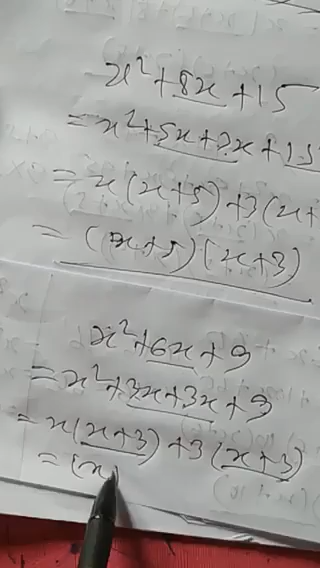 x²+8x+15
=x²+5x+3x+15
=x(x+5)+3(x+
=(x+5)(x+3)
x²+6x+9
=x²+3x+3x+9
=x(x+3)+3(x+3)
=(x